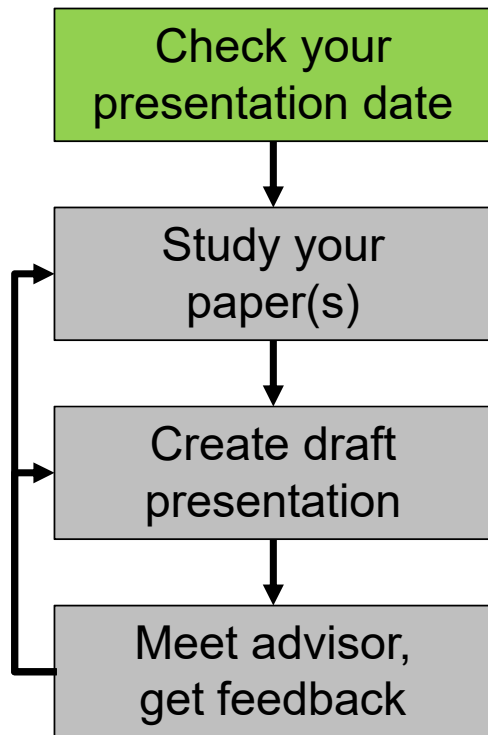 Check your
presentation date
Study your
paper(s)
Create draft
presentation
Meet advisor,
get feedback